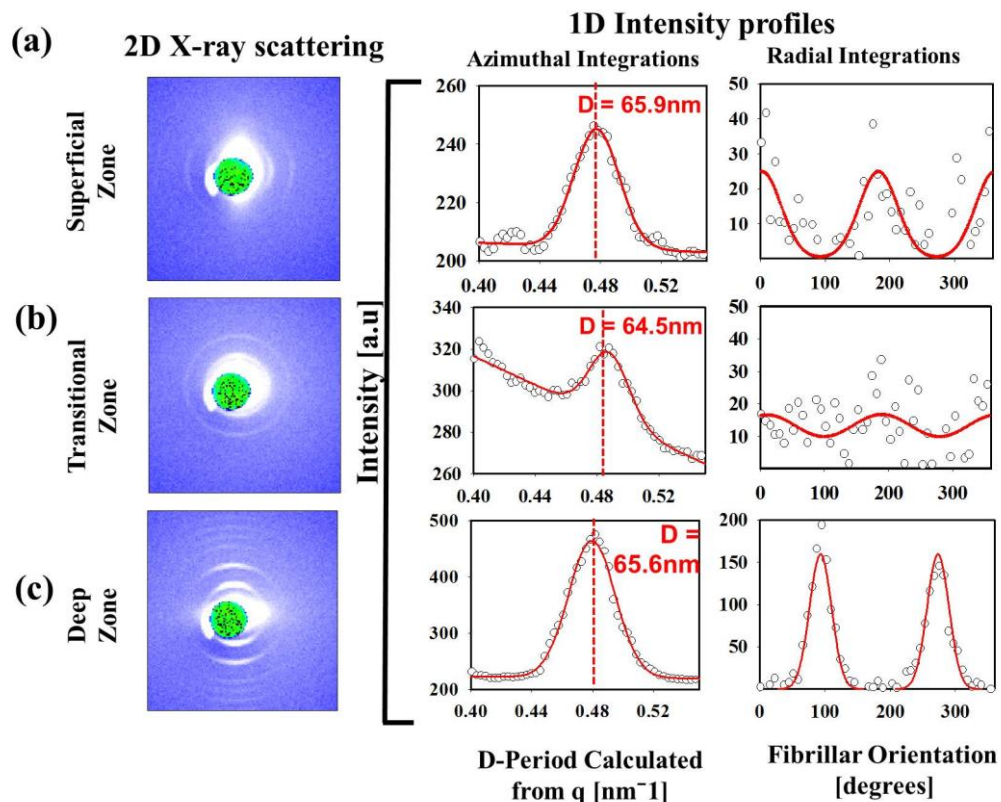 (a)
2D X-ray scattering
1D Intensity profiles
Azimuthal Integrations
Radial Integrations
Superficial
Zone
Intensity [a.u]
260
240
220
200
0.40
0.44
0.48
0.52
D = 65.9nm
50
40
30
20
10
0
100
200
300
(b)
Transitional
Zone
340
320
300
280
260
0.40
0.44
0.48
0.52
D = 64.5nm
50
40
30
20
10
0
100
200
300
(c)
Deep
Zone
500
400
300
200
0.40
0.44
0.48
0.52
D =
65.6nm
200
150
100
50
0
100
200
300
D-Period Calculated
from q [nm⁻1]
Fibrillar Orientation
[degrees]